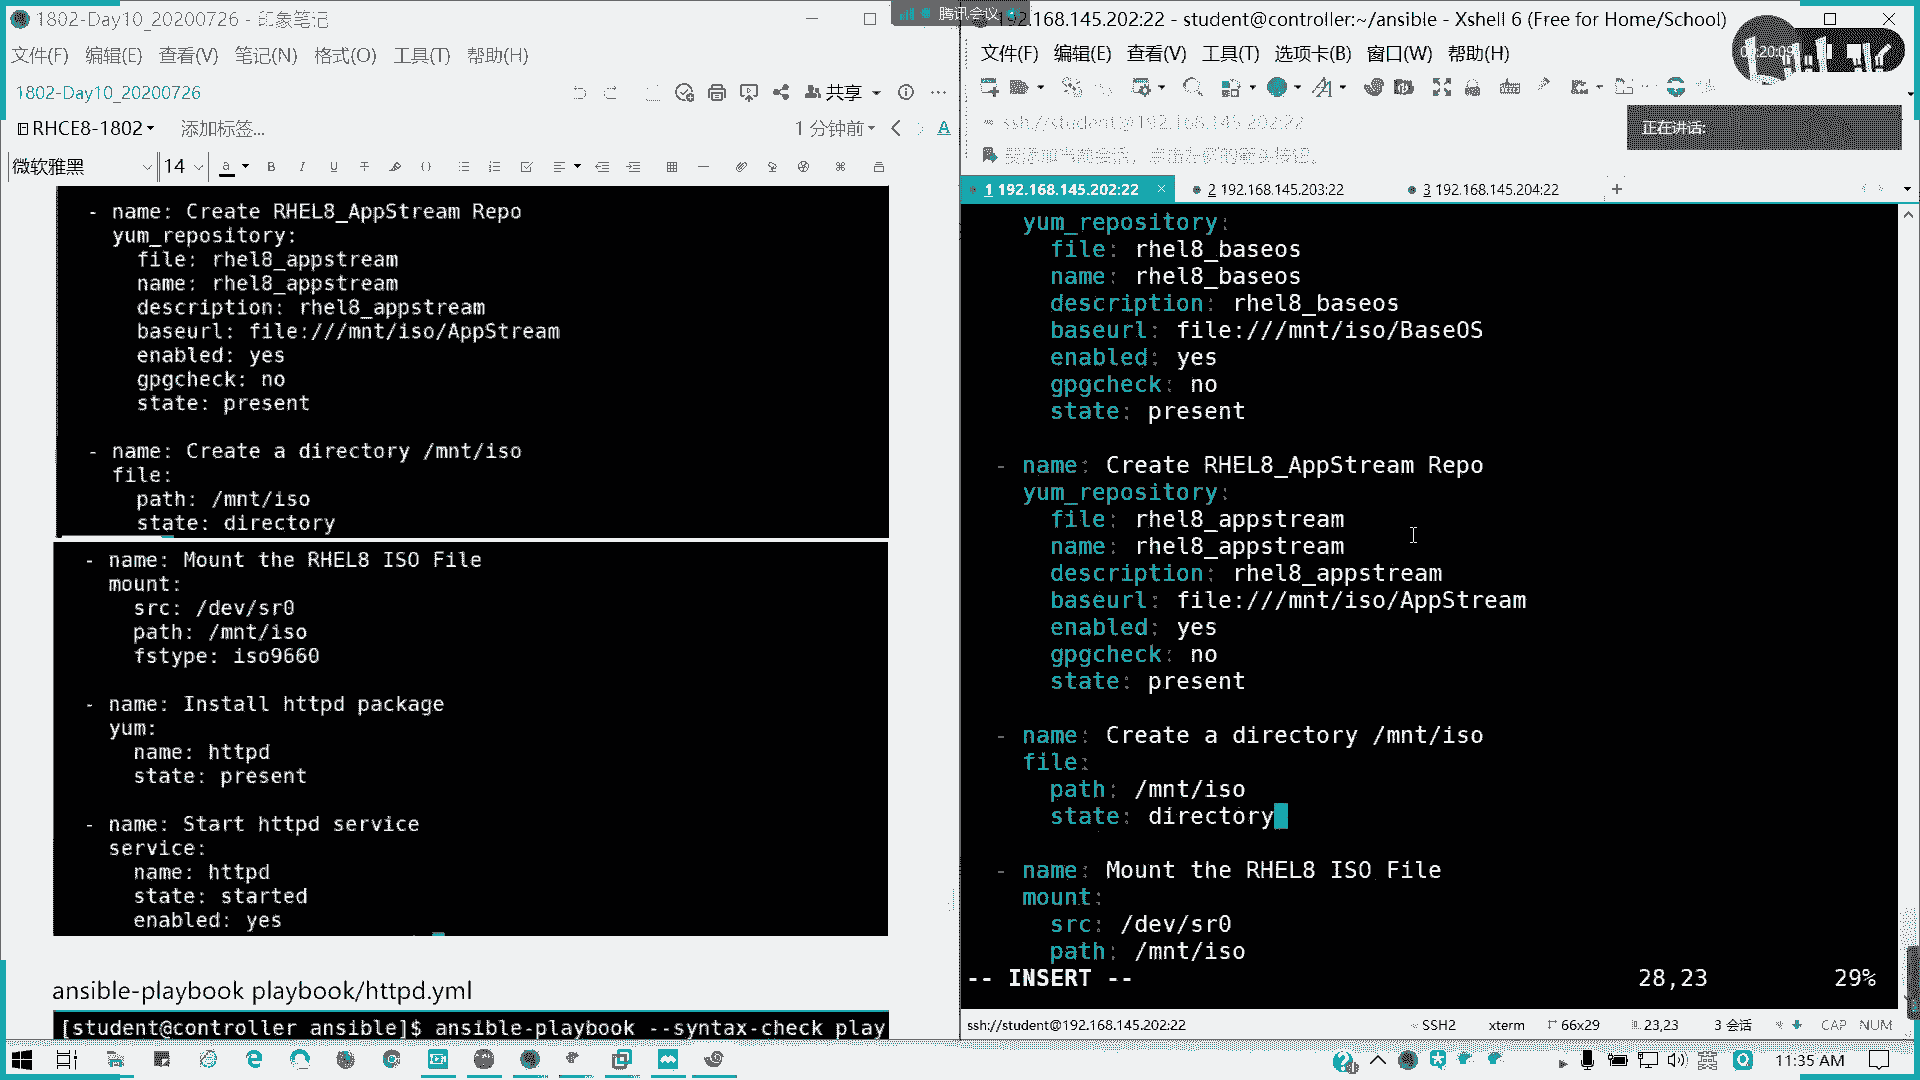 1802-Day10_20200726 - 印象笔记
文件(F) 编辑(E) 查看(V) 笔记(N) 格式(O) 工具(T) 帮助(H)
1802-Day10_20200726
共享
RHCE8-1802
添加标签...
1 分钟前
微软雅黑 14
- name: Create RHEL8_AppStream Repo
yum_repository:
file: rhel8_appstream
name: rhel8_appstream
description: rhel8_appstream
baseurl: file:///mnt/iso/AppStream
enabled: yes
gpgcheck: no
state: present
- name: Create a directory /mnt/iso
file:
path: /mnt/iso
state: directory
- name: Mount the RHEL8 ISO File
mount:
src: /dev/sr0
path: /mnt/iso
fstype: iso9660
- name: Install httpd package
yum:
name: httpd
state: present
- name: Start httpd service
service:
name: httpd
state: started
enabled: yes
ansible-playbook playbook/httpd.yml
[student@controller ansible]$ ansible-playbook --syntax-check play
腾讯会议
192.168.145.202:22 - student@controller:~/ansible - Xshell 6 (Free for Home/School)
文件(F) 编辑(E) 查看(V) 工具(T) 选项卡(B) 窗口(W) 帮助(H)
ssh://student@192.168.145.202:22
正在讲话:
1 192.168.145.202:22
2 192.168.145.203:22
3 192.168.145.204:22
yum_repository:
file: rhel8_baseos
name: rhel8_baseos
description: rhel8_baseos
baseurl: file:///mnt/iso/BaseOS
enabled: yes
gpgcheck: no
state: present
- name: Create RHEL8_AppStream Repo
yum_repository:
file: rhel8_appstream
name: rhel8_appstream
description: rhel8_appstream
baseurl: file:///mnt/iso/AppStream
enabled: yes
gpgcheck: no
state: present
- name: Create a directory /mnt/iso
file:
path: /mnt/iso
state: directory
- name: Mount the RHEL8 ISO File
mount:
src: /dev/sr0
path: /mnt/iso
-- INSERT -- 28,23 29%
ssh://student@192.168.145.202:22 SSH2 xterm 66x29 23,23 3 会话 CAP NUM
11:35 AM